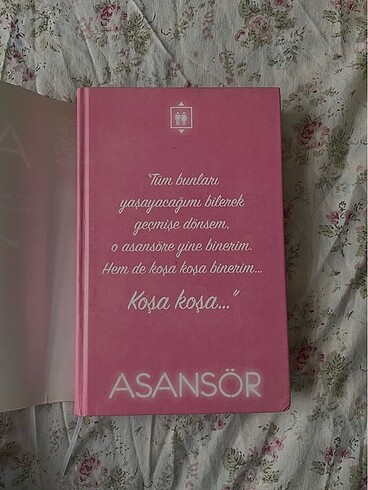 "Tüm bunları
yaşayacağımı bilerek
geçmişe dönsem,
o asansöre yine binerim.
Hem de koşa koşa binerim...
Koşa koşa..."
ASANSÖR